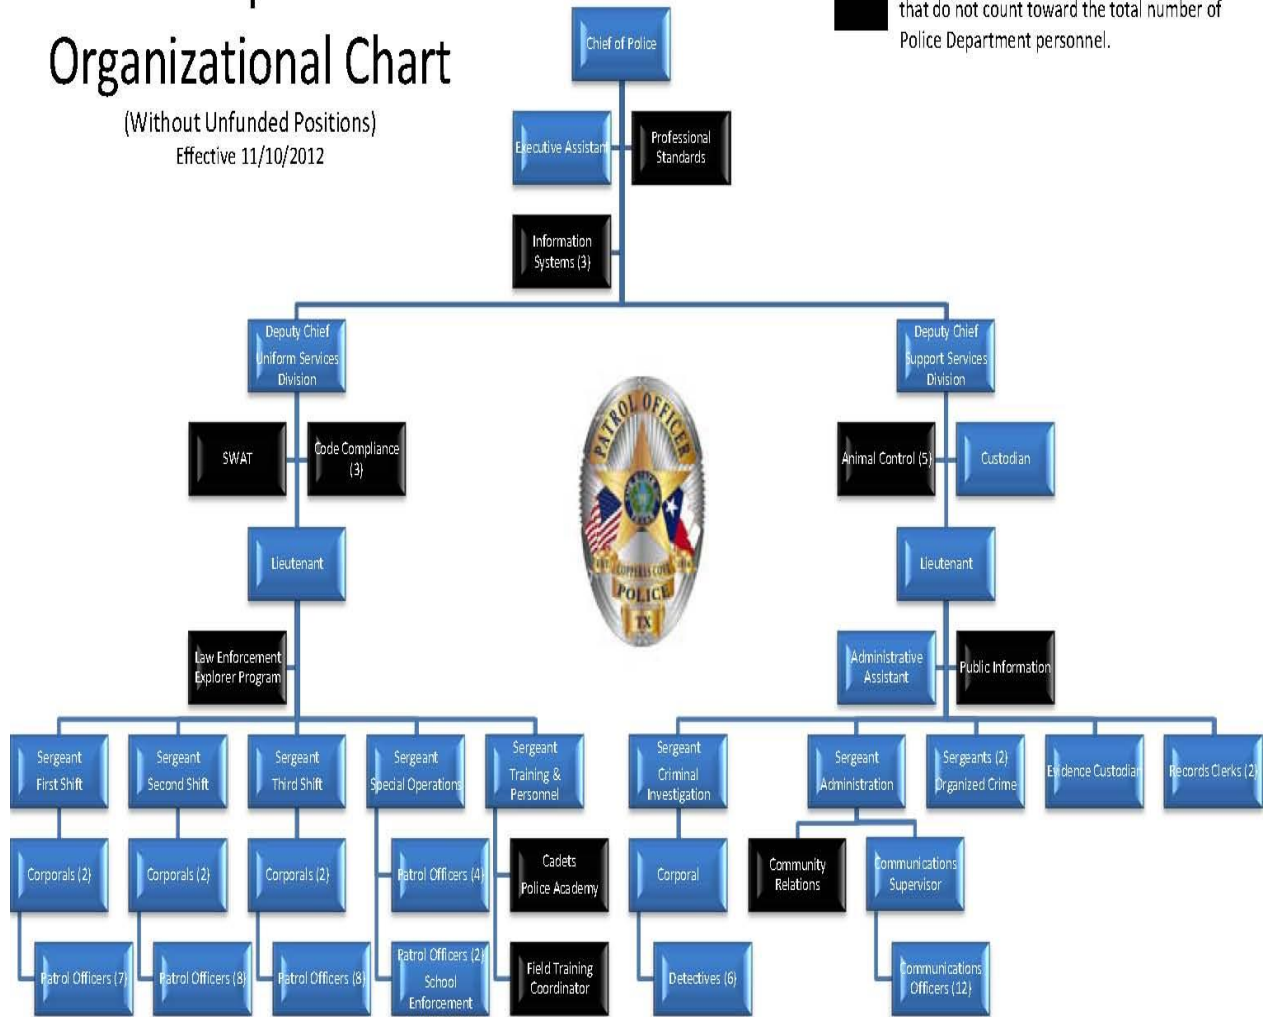 Organizational Chart
(Without Unfunded Positions)
Effective 11/10/2012
that do not count toward the total number of
Police Department personnel.
Chief of Police
Executive Assistant
Professional
Standards
Information
Systems (3)
Deputy Chief
Uniform Services
Division
Deputy Chief
Support Services
Division
SWAT
Code Compliance
(3)
Animal Control (5)
Custodian
Lieutenant
Lieutenant
Law Enforcement
Explorer Program
Administrative
Assistant
Public Information
Sergeant
First Shift
Sergeant
Second Shift
Sergeant
Third Shift
Sergeant
Special Operations
Sergeant
Training &
Personnel
Sergeant
Criminal
Investigation
Sergeant
Administration
Sergeants (2)
Organized Crime
Evidence Custodian
Records Clerks (2)
Corporals (2)
Corporals (2)
Corporals (2)
Patrol Officers (4)
Cadets
Police Academy
Corporal
Community
Relations
Communications
Supervisor
Patrol Officers (7)
Patrol Officers (8)
Patrol Officers (8)
Patrol Officers (2)
School
Enforcement
Field Training
Coordinator
Detectives (6)
Communications
Officers (12)
PATROL OFFICER
COPPERAS COVE
POLICE
TX